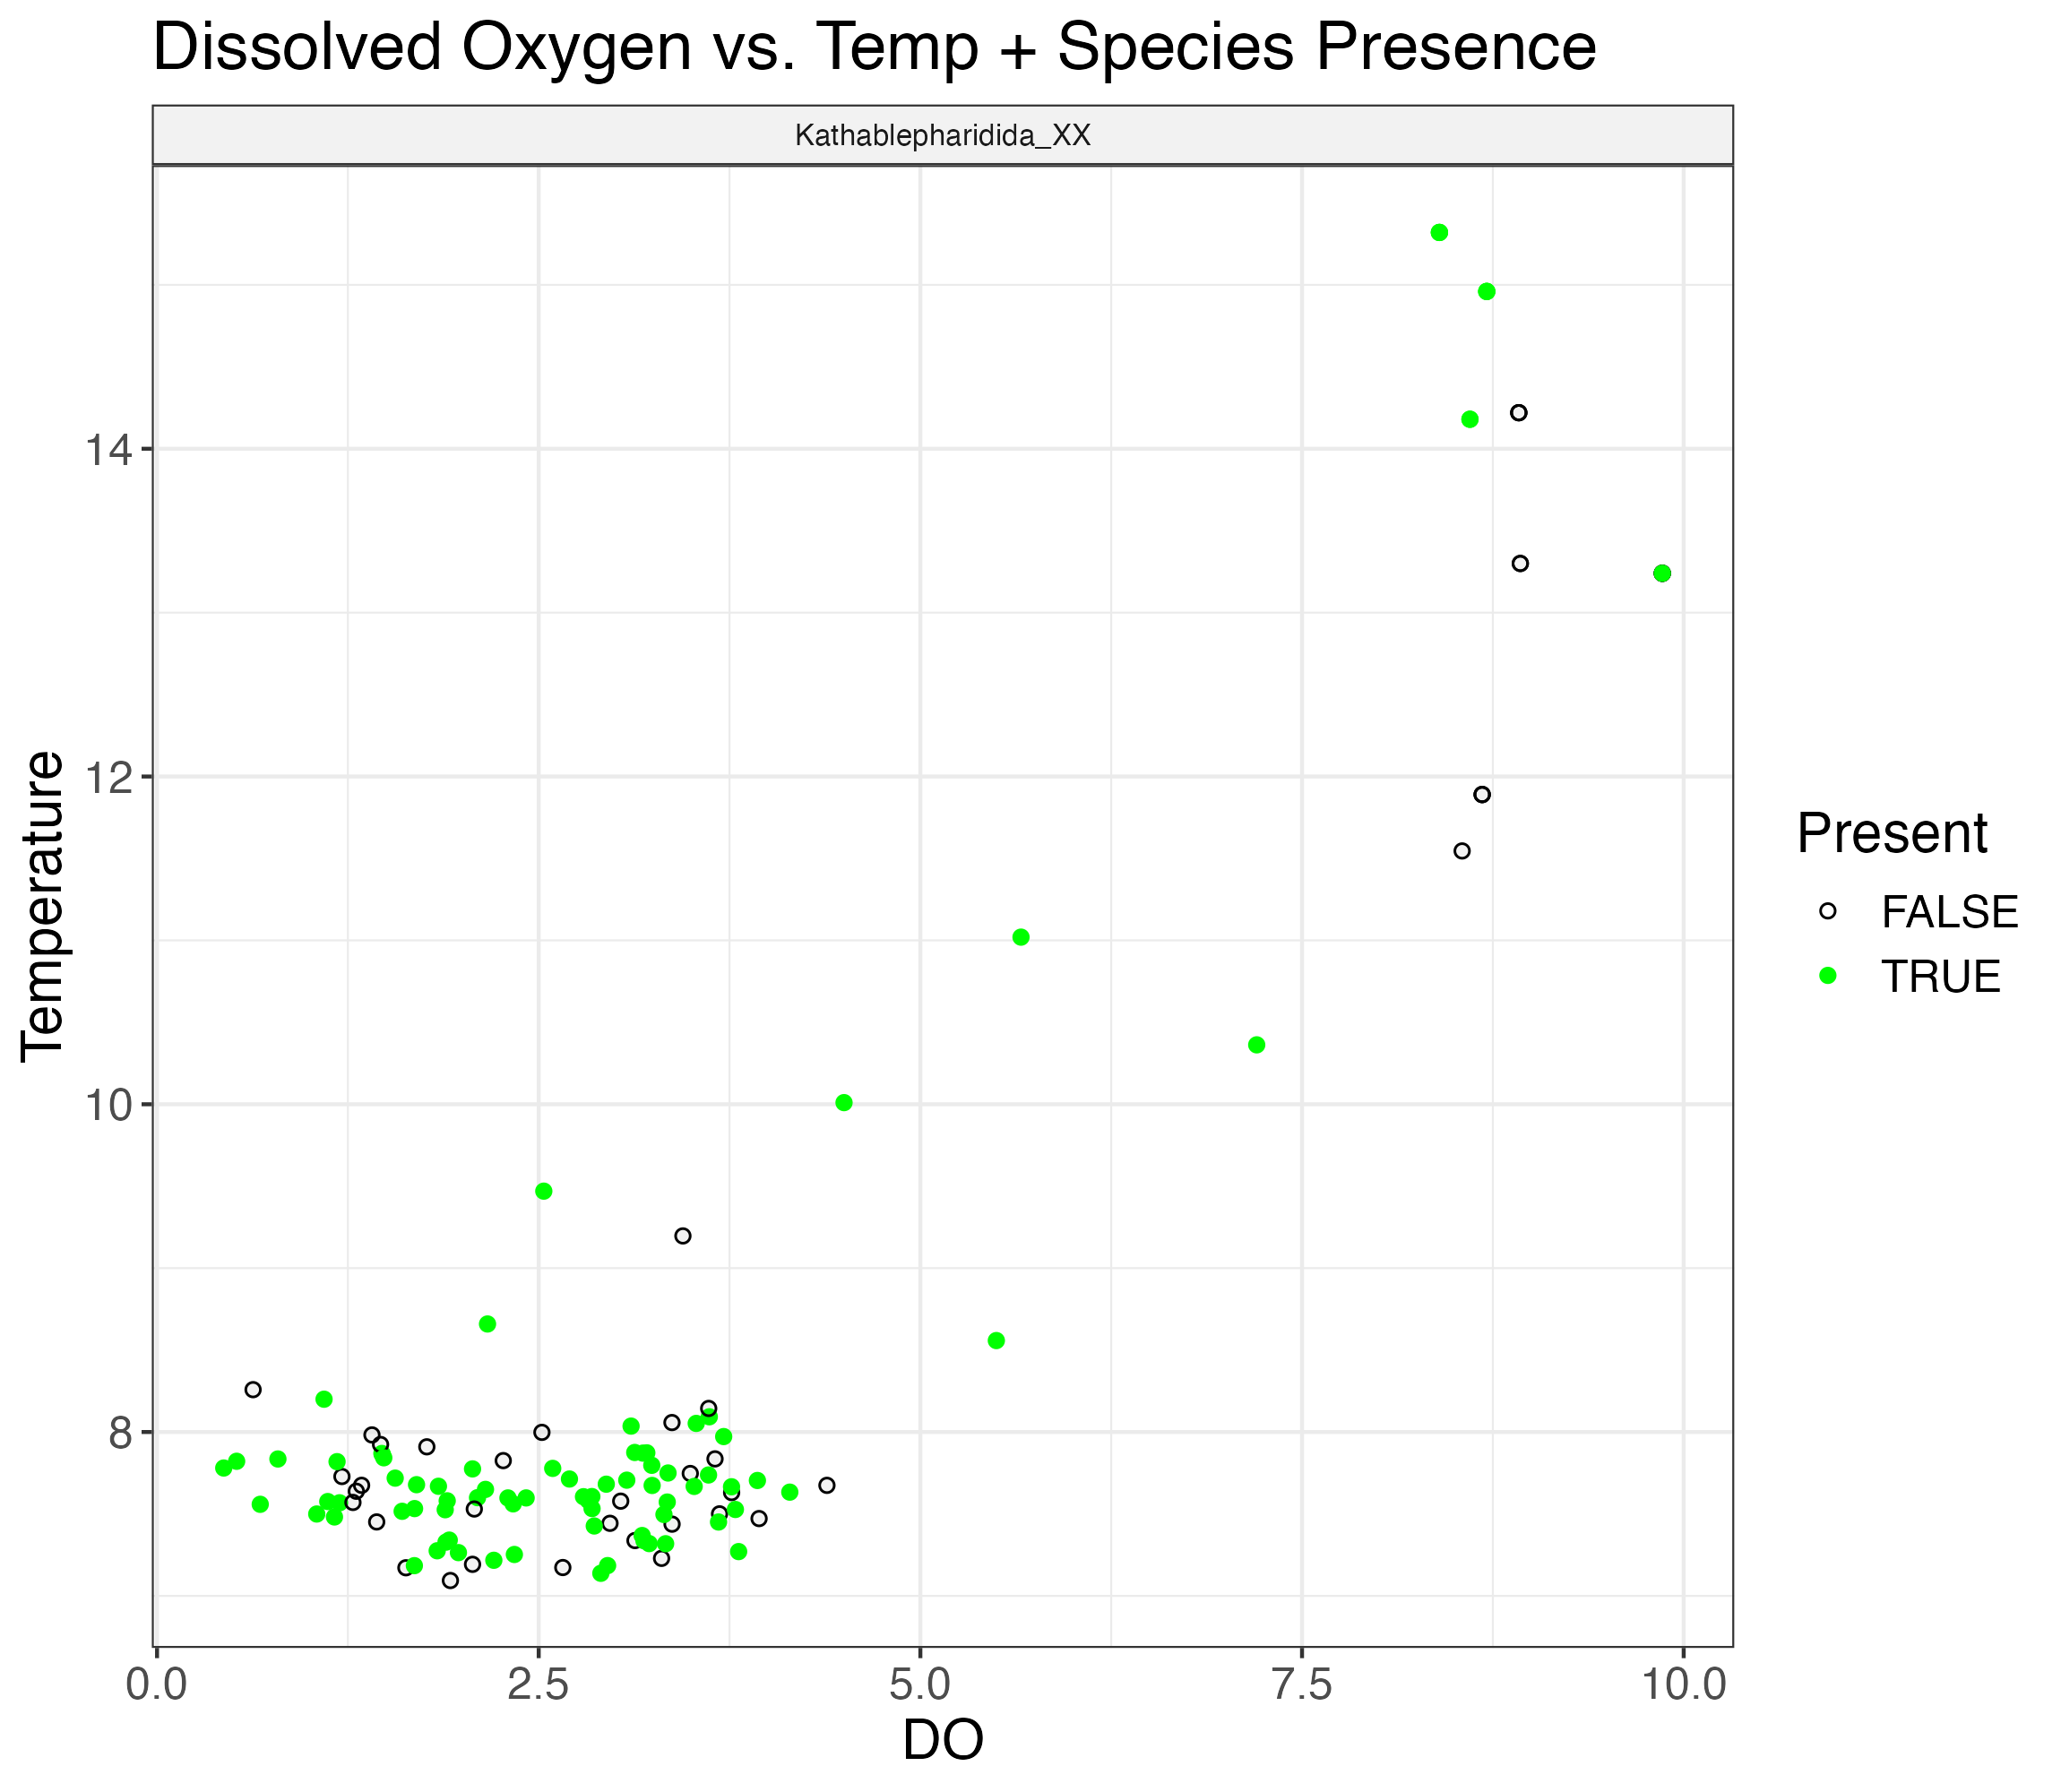 Dissolved Oxygen vs. Temp + Species Presence
Kathablepharidida_XX
Temperature
14
12
10
8
0.0 2.5 5.0 7.5 10.0
DO
Present
FALSE
TRUE